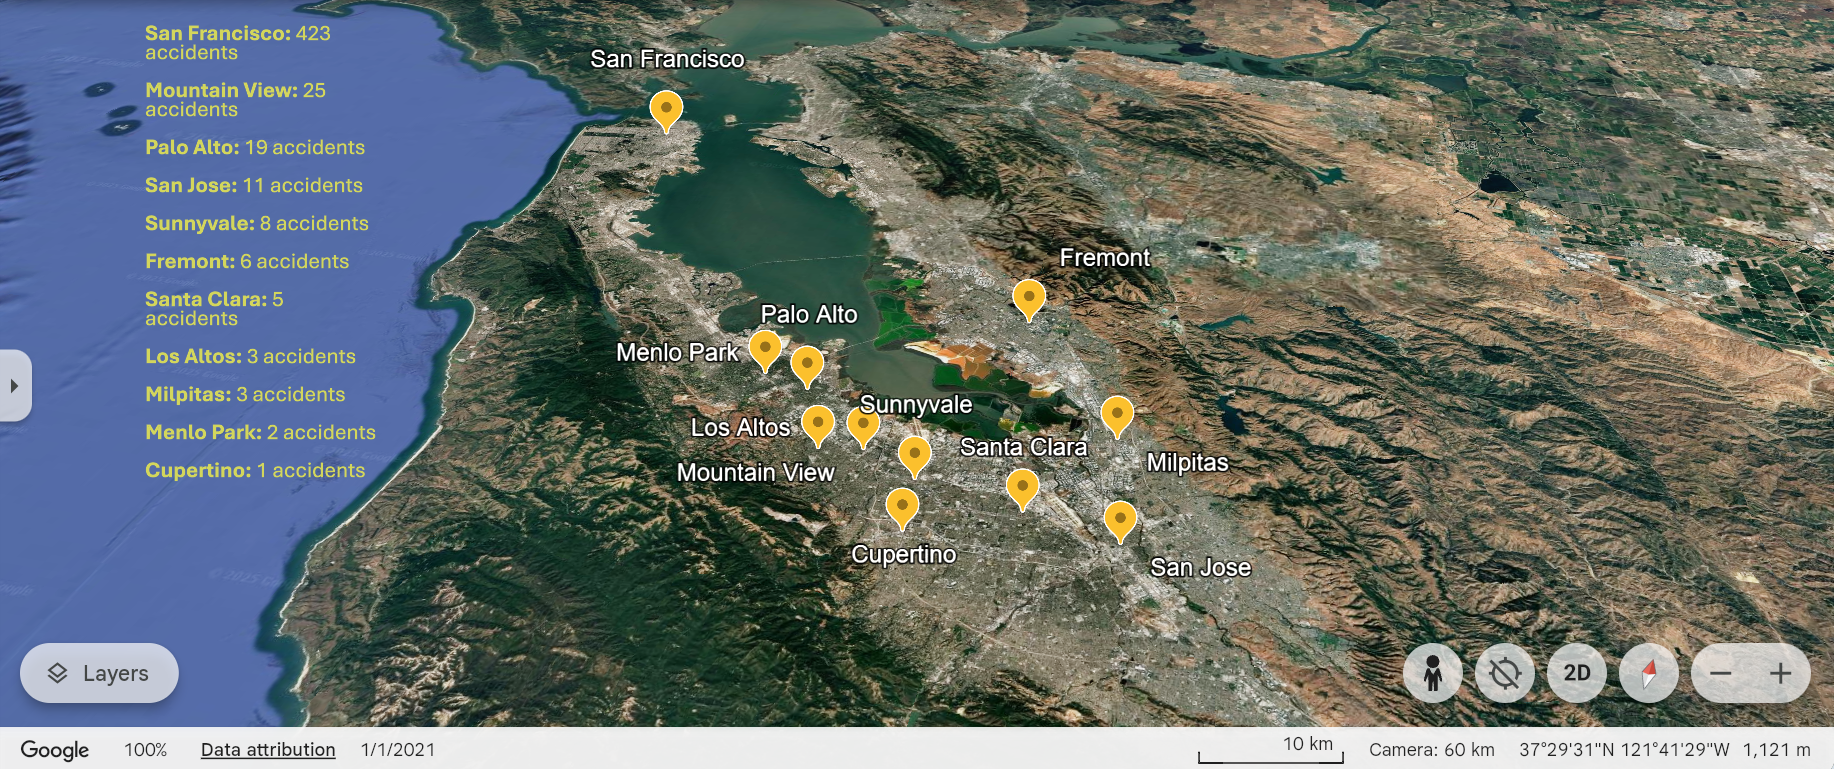 San Francisco: 423
accidents
Mountain View: 25
accidents
Palo Alto: 19 accidents
San Jose: 11 accidents
Sunnyvale: 8 accidents
Fremont: 6 accidents
Santa Clara: 5
accidents
Los Altos: 3 accidents
Milpitas: 3 accidents
Menlo Park: 2 accidents
Cupertino: 1 accidents
San Francisco
Fremont
Palo Alto
Menlo Park
Sunnyvale
Los Altos
Santa Clara
Milpitas
Mountain View
Cupertino
San Jose
Layers
2D
Google
100%
Data attribution
1/1/2021
10 km
Camera: 60 km
37°29'31"N 121°41'29"W
1,121 m